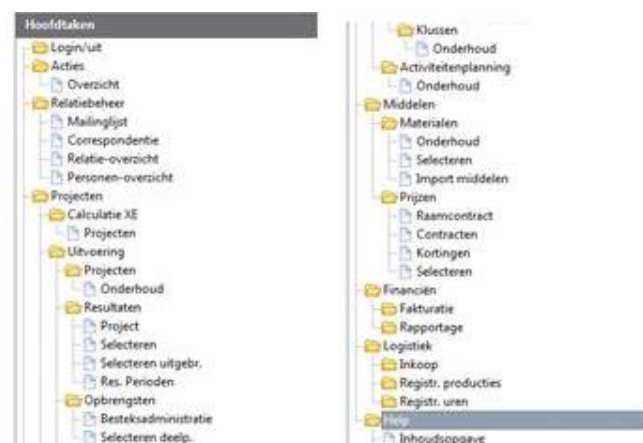 Hoofdtaken
Login/uit
Acties
Overzicht
Relatiebeheer
Mailinglijst
Correspondentie
Relatie-overzicht
Personen-overzicht
Projecten
Calculatie XE
Projecten
Uitvoering
Projecten
Onderhoud
Resultaten
Project
Selecteren
Selecteren uitgebr.
Res. Perioden
Opbrengsten
Besteksadministratie
Selecteren deelp.
Klussen
Onderhoud
Activiteitenplanning
Onderhoud
Middelen
Materialen
Onderhoud
Selecteren
Import middelen
Prijzen
Raamcontract
Contracten
Kortingen
Selecteren
Financiën
Fakturatie
Rapportage
Logistiek
Inkoop
Registr. producties
Registr. uren
Help
Inhoudsopgave